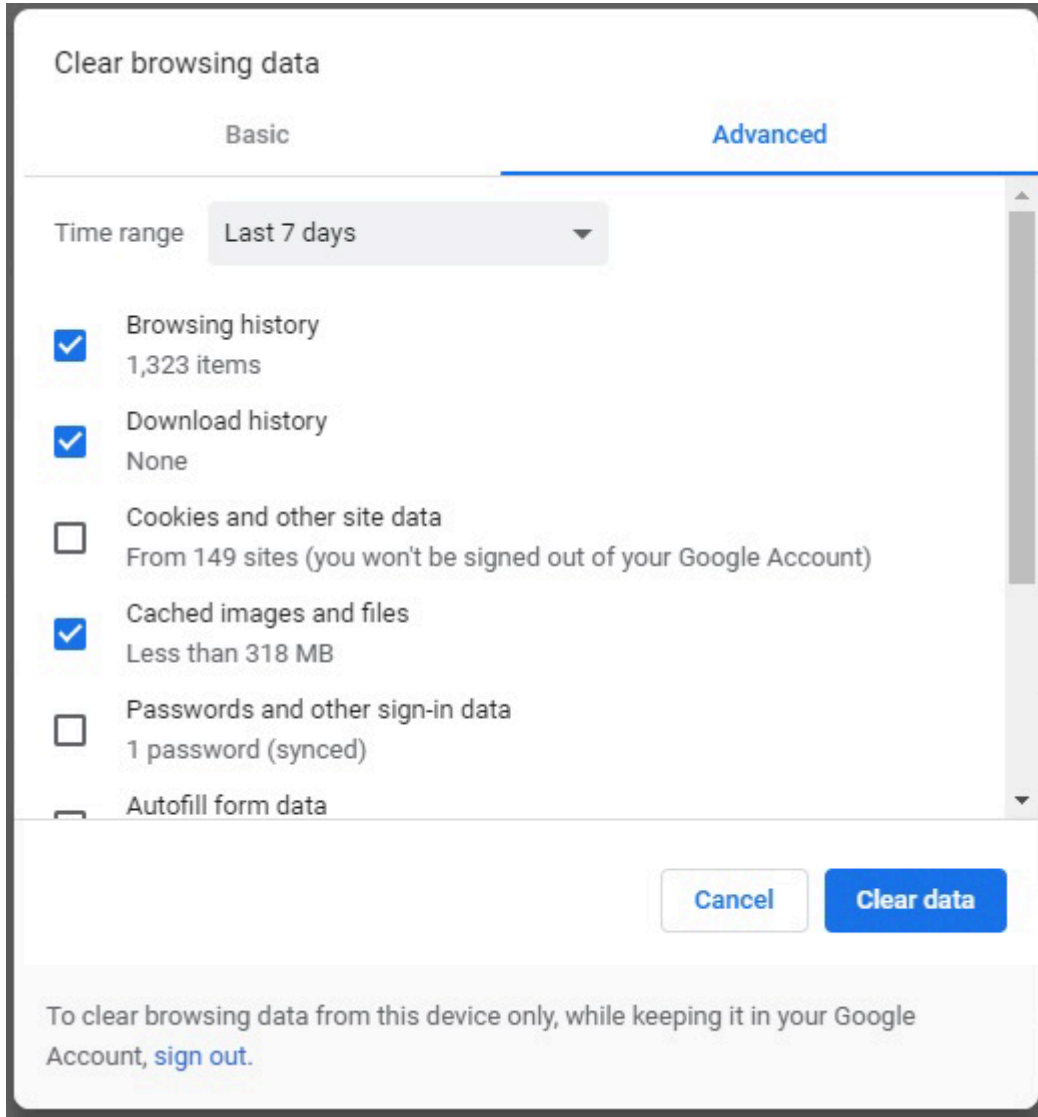 Clear browsing data
Basic
Advanced
Time range
Last 7 days
Browsing history
1,323 items
Download history
None
Cookies and other site data
From 149 sites (you won't be signed out of your Google Account)
Cached images and files
Less than 318 MB
Passwords and other sign-in data
1 password (synced)
Autofill form data
Cancel
Clear data
To clear browsing data from this device only, while keeping it in your Google
Account, sign out.